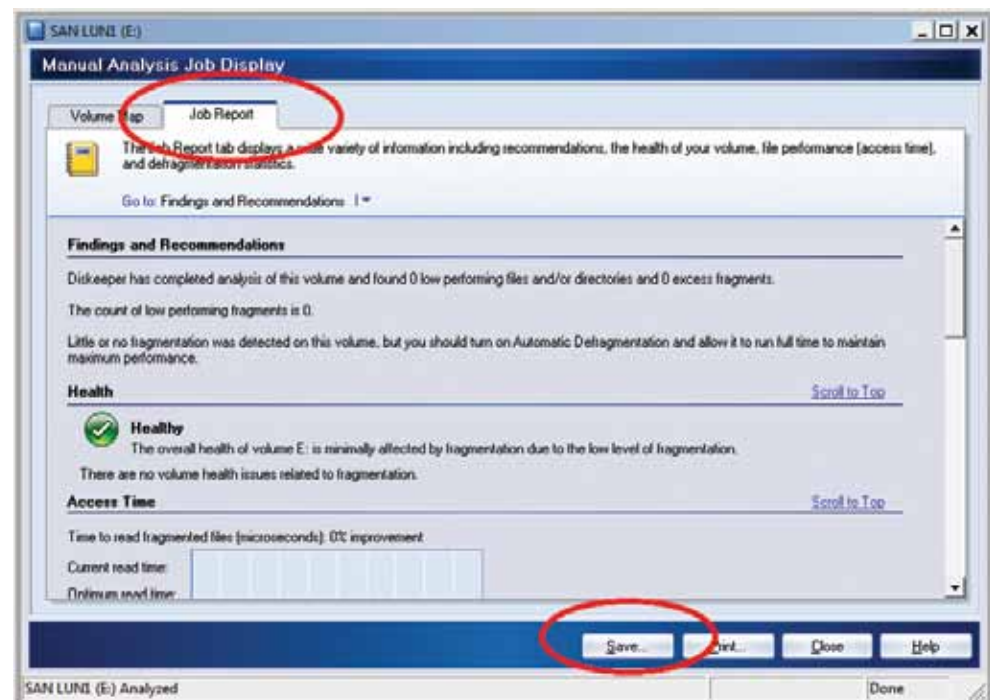 SAN LUN1 (E:)
Manual Analysis Job Display
Volume Map
Job Report
The Job Report tab displays a wide variety of information including recommendations, the health of your volume, file performance (access time),
and defragmentation statistics.
Go to: Findings and Recommendations
Findings and Recommendations
Diskeeper has completed analysis of this volume and found 0 low performing files and/or directories and 0 excess fragments.
The count of low performing fragments is 0.
Little or no fragmentation was detected on this volume, but you should turn on Automatic Defragmentation and allow it to run full time to maintain
maximum performance.
Health
Scroll to Top
Healthy
The overall health of volume E: is minimally affected by fragmentation due to the low level of fragmentation.
There are no volume health issues related to fragmentation.
Access Time
Scroll to Top
Time to read fragmented files (microseconds): 0% improvement
Current read time:
Optimum read time:
Save...
Print...
Close
Help
SAN LUN1 (E:) Analyzed
Done